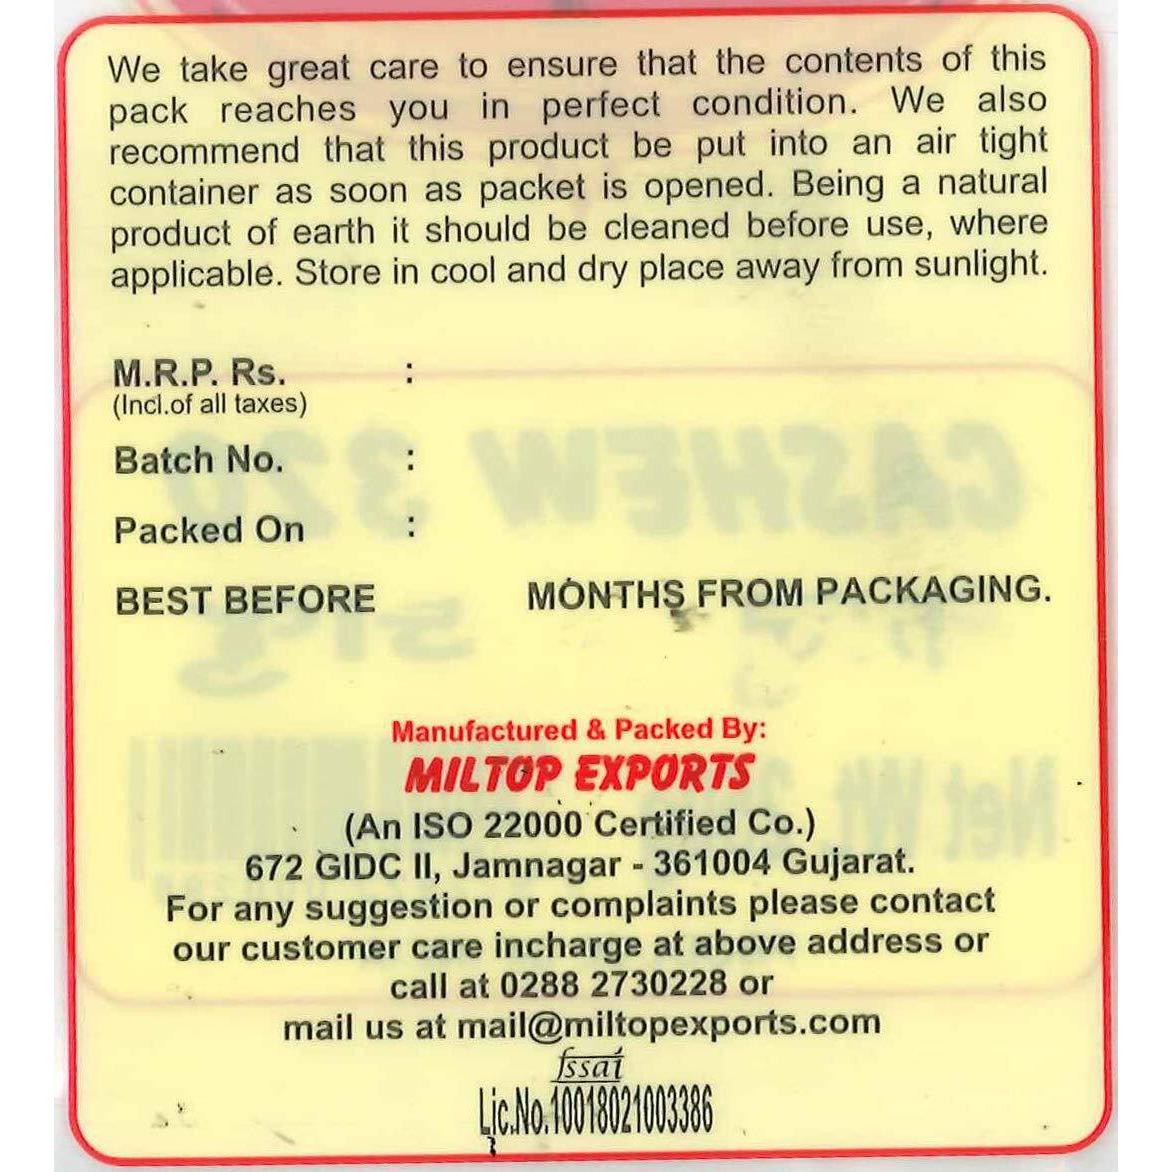 We take great care to ensure that the contents of this
pack reaches you in perfect condition. We also
recommend that this product be put into an air tight
container as soon as packet is opened. Being a natural
product of earth it should be cleaned before use, where
applicable. Store in cool and dry place away from sunlight.
M.R.P. Rs. :
(Incl.of all taxes)
Batch No. :
Packed On :
BEST BEFORE MONTHS FROM PACKAGING.
CASHEW 320
Net Wt.
Manufactured & Packed By:
MILTOP EXPORTS
(An ISO 22000 Certified Co.)
672 GIDC II, Jamnagar - 361004 Gujarat.
For any suggestion or complaints please contact
our customer care incharge at above address or
call at 0288 2730228 or
mail us at mail@miltopexports.com
fssai
Lic.No.10018021003386